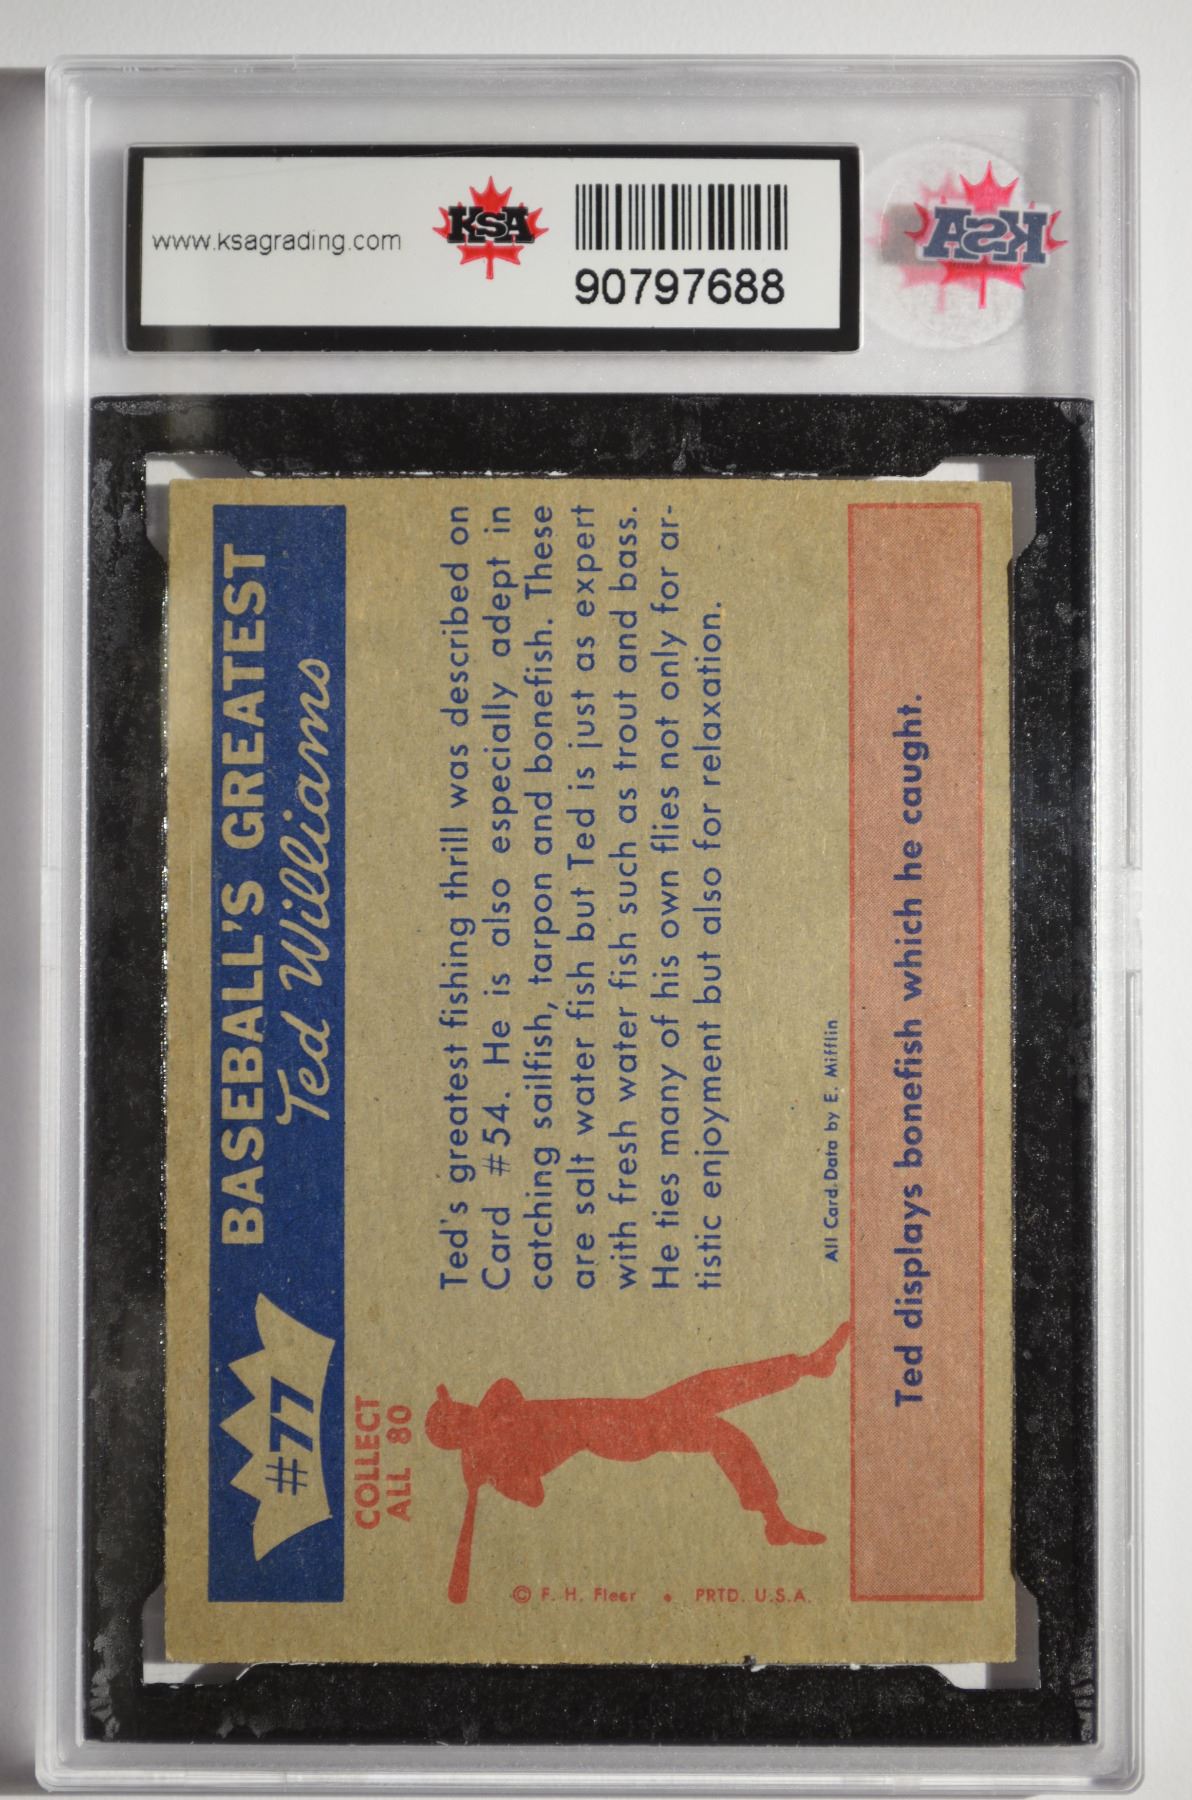 www.ksagrading.com
KSA
90797688
KSA
#77
BASEBALL'S GREATEST
Ted Williams
COLLECT
ALL 80
Ted's greatest fishing thrill was described on
Card #54. He is also especially adept in
catching sailfish, tarpon and bonefish. These
are salt water fish but Ted is just as expert
with fresh water fish such as trout and bass.
He ties many of his own flies not only for ar-
tistic enjoyment but also for relaxation.
All Card Data by E. Mifflin
© F. H. Fleer • PRTD. U.S.A.
Ted displays bonefish which he caught.